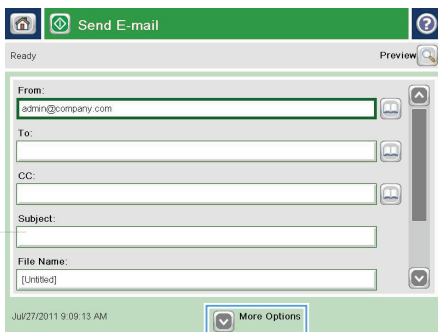 Send E-mail
?
Ready
Preview
From:
admin@company.com
To:
CC:
Subject:
File Name:
[Untitled]
Jul/27/2011 9:09:13 AM
More Options